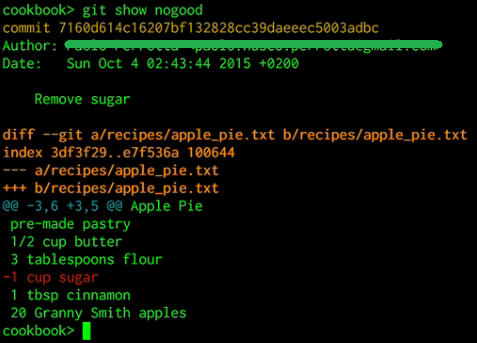 cookbook> git show nogood
commit 7160d614c16207bf132828cc39daeeec5003adbc
Author:
Date:   Sun Oct 4 02:43:44 2015 +0200
Remove sugar
diff --git a/recipes/apple_pie.txt b/recipes/apple_pie.txt
index 3df3f29..e7f536a 100644
--- a/recipes/apple_pie.txt
+++ b/recipes/apple_pie.txt
@@ -3,6 +3,5 @@ Apple Pie
 pre-made pastry
 1/2 cup butter
 3 tablespoons flour
-1 cup sugar
 1 tbsp cinnamon
 20 Granny Smith apples
cookbook>